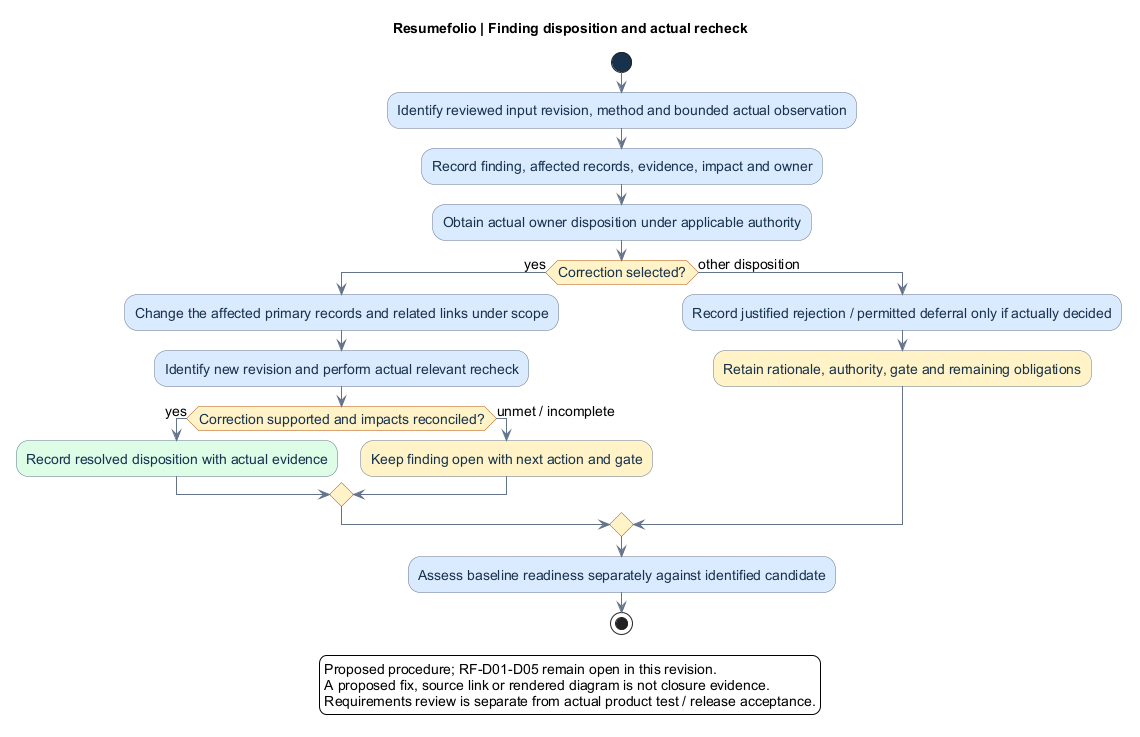 Resumefolio | Finding disposition and actual recheck
Identify reviewed input revision, method and bounded actual observation
Record finding, affected records, evidence, impact and owner
Obtain actual owner disposition under applicable authority
yes
Correction selected?
other disposition
Change the affected primary records and related links under scope
Record justified rejection / permitted deferral only if actually decided
Identify new revision and perform actual relevant recheck
Retain rationale, authority, gate and remaining obligations
yes
Correction supported and impacts reconciled?
unmet / incomplete
Record resolved disposition with actual evidence
Keep finding open with next action and gate
Assess baseline readiness separately against identified candidate
Proposed procedure; RF-D01-D05 remain open in this revision.
A proposed fix, source link or rendered diagram is not closure evidence.
Requirements review is separate from actual product test / release acceptance.